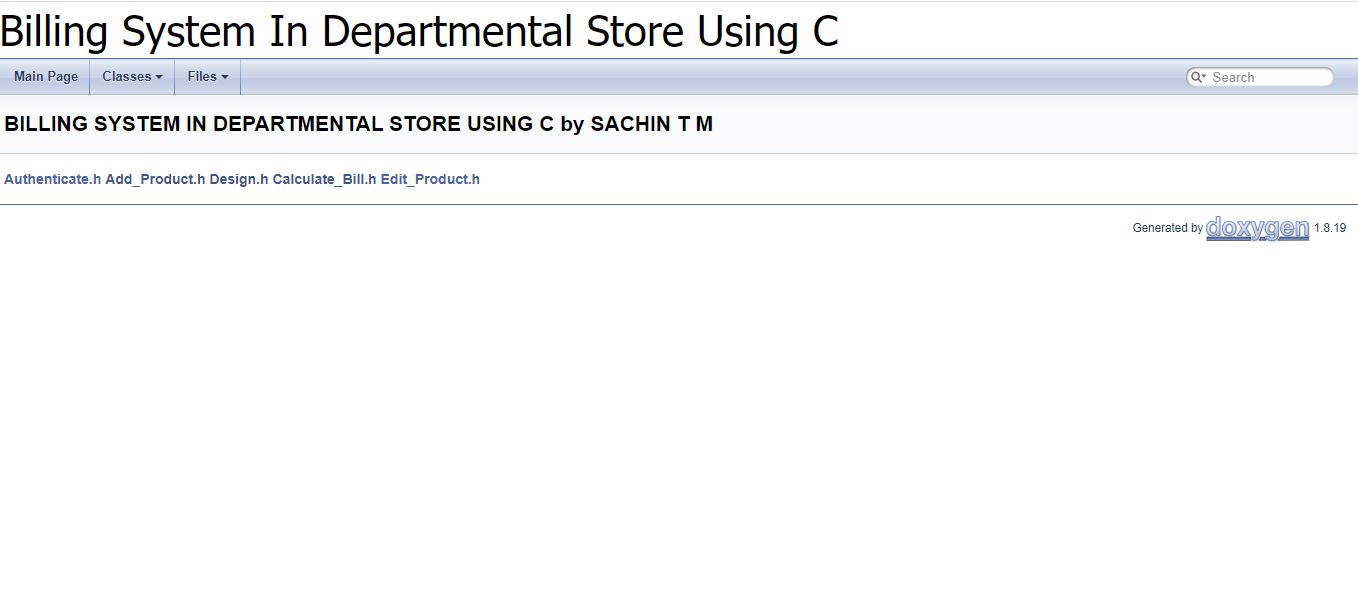 Billing System In Departmental Store Using C
Main Page Classes Files Search
BILLING SYSTEM IN DEPARTMENTAL STORE USING C by SACHIN T M
Authenticate.h Add_Product.h Design.h Calculate_Bill.h Edit_Product.h
Generated by doxygen 1.8.19